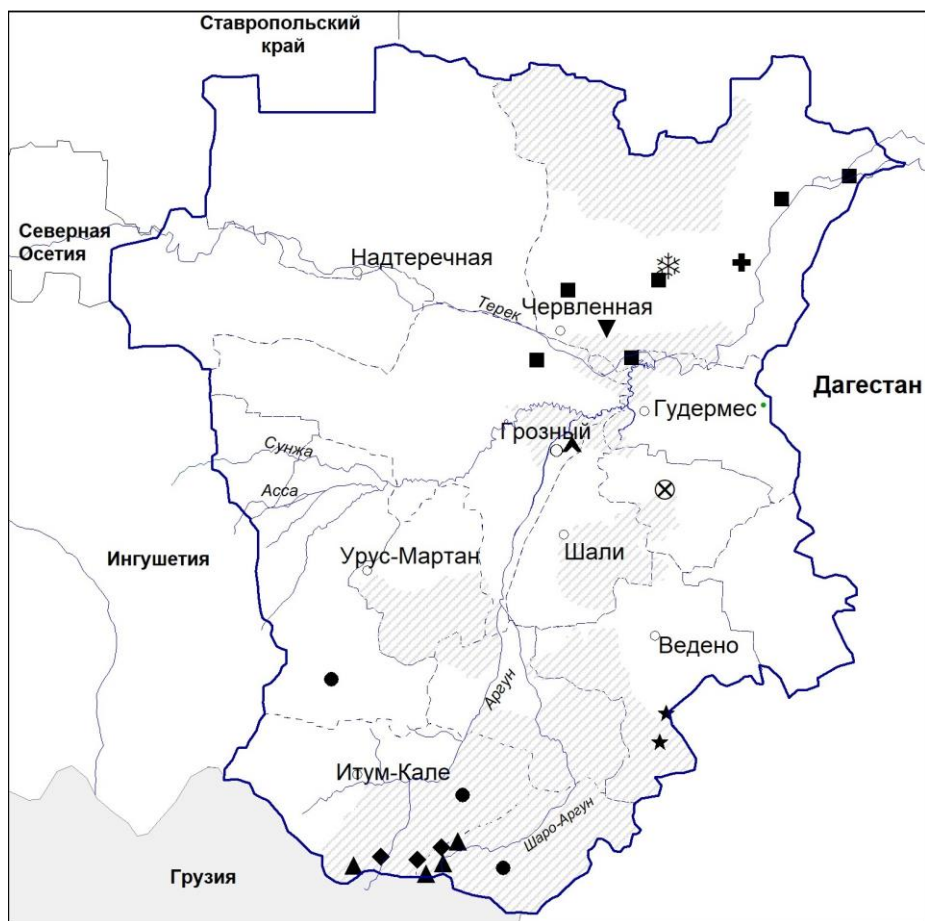 Ставропольский
край
Северная
Осетия
Надтеречная
Терек
Червленная
Дагестан
Гудермес
Грозный
Сунжа
Асса
Ингушетия
Урус-Мартан
Шали
Ведено
Аргун
Итум-Кале
Шаро-Аргун
Грузия